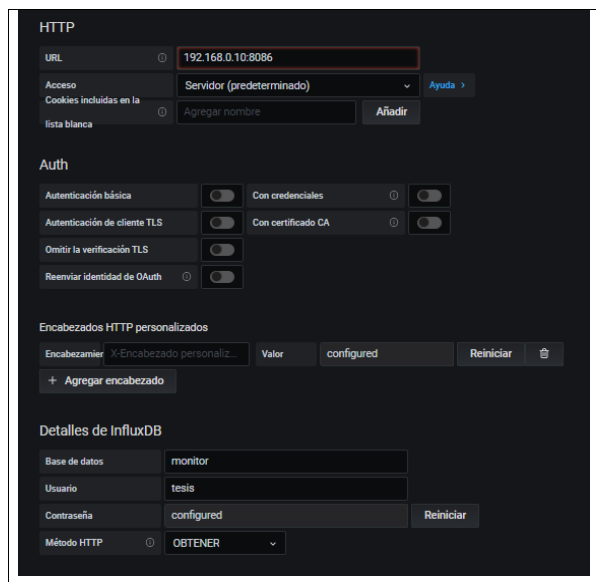 HTTP
URL 192.168.0.10:8086
Acceso Servidor (predeterminado) Ayuda >
Cookies incluidas en la lista blanca Agregar nombre Añadir
Auth
Autenticación básica Con credenciales
Autenticación de cliente TLS Con certificado CA
Omitir la verificación TLS
Reenviar identidad de OAuth
Encabezados HTTP personalizados
Encabezamier X-Encabezado personaliz... Valor configured Reiniciar
+ Agregar encabezado
Detalles de InfluxDB
Base de datos monitor
Usuario tesis
Contraseña configured Reiniciar
Método HTTP OBTENER